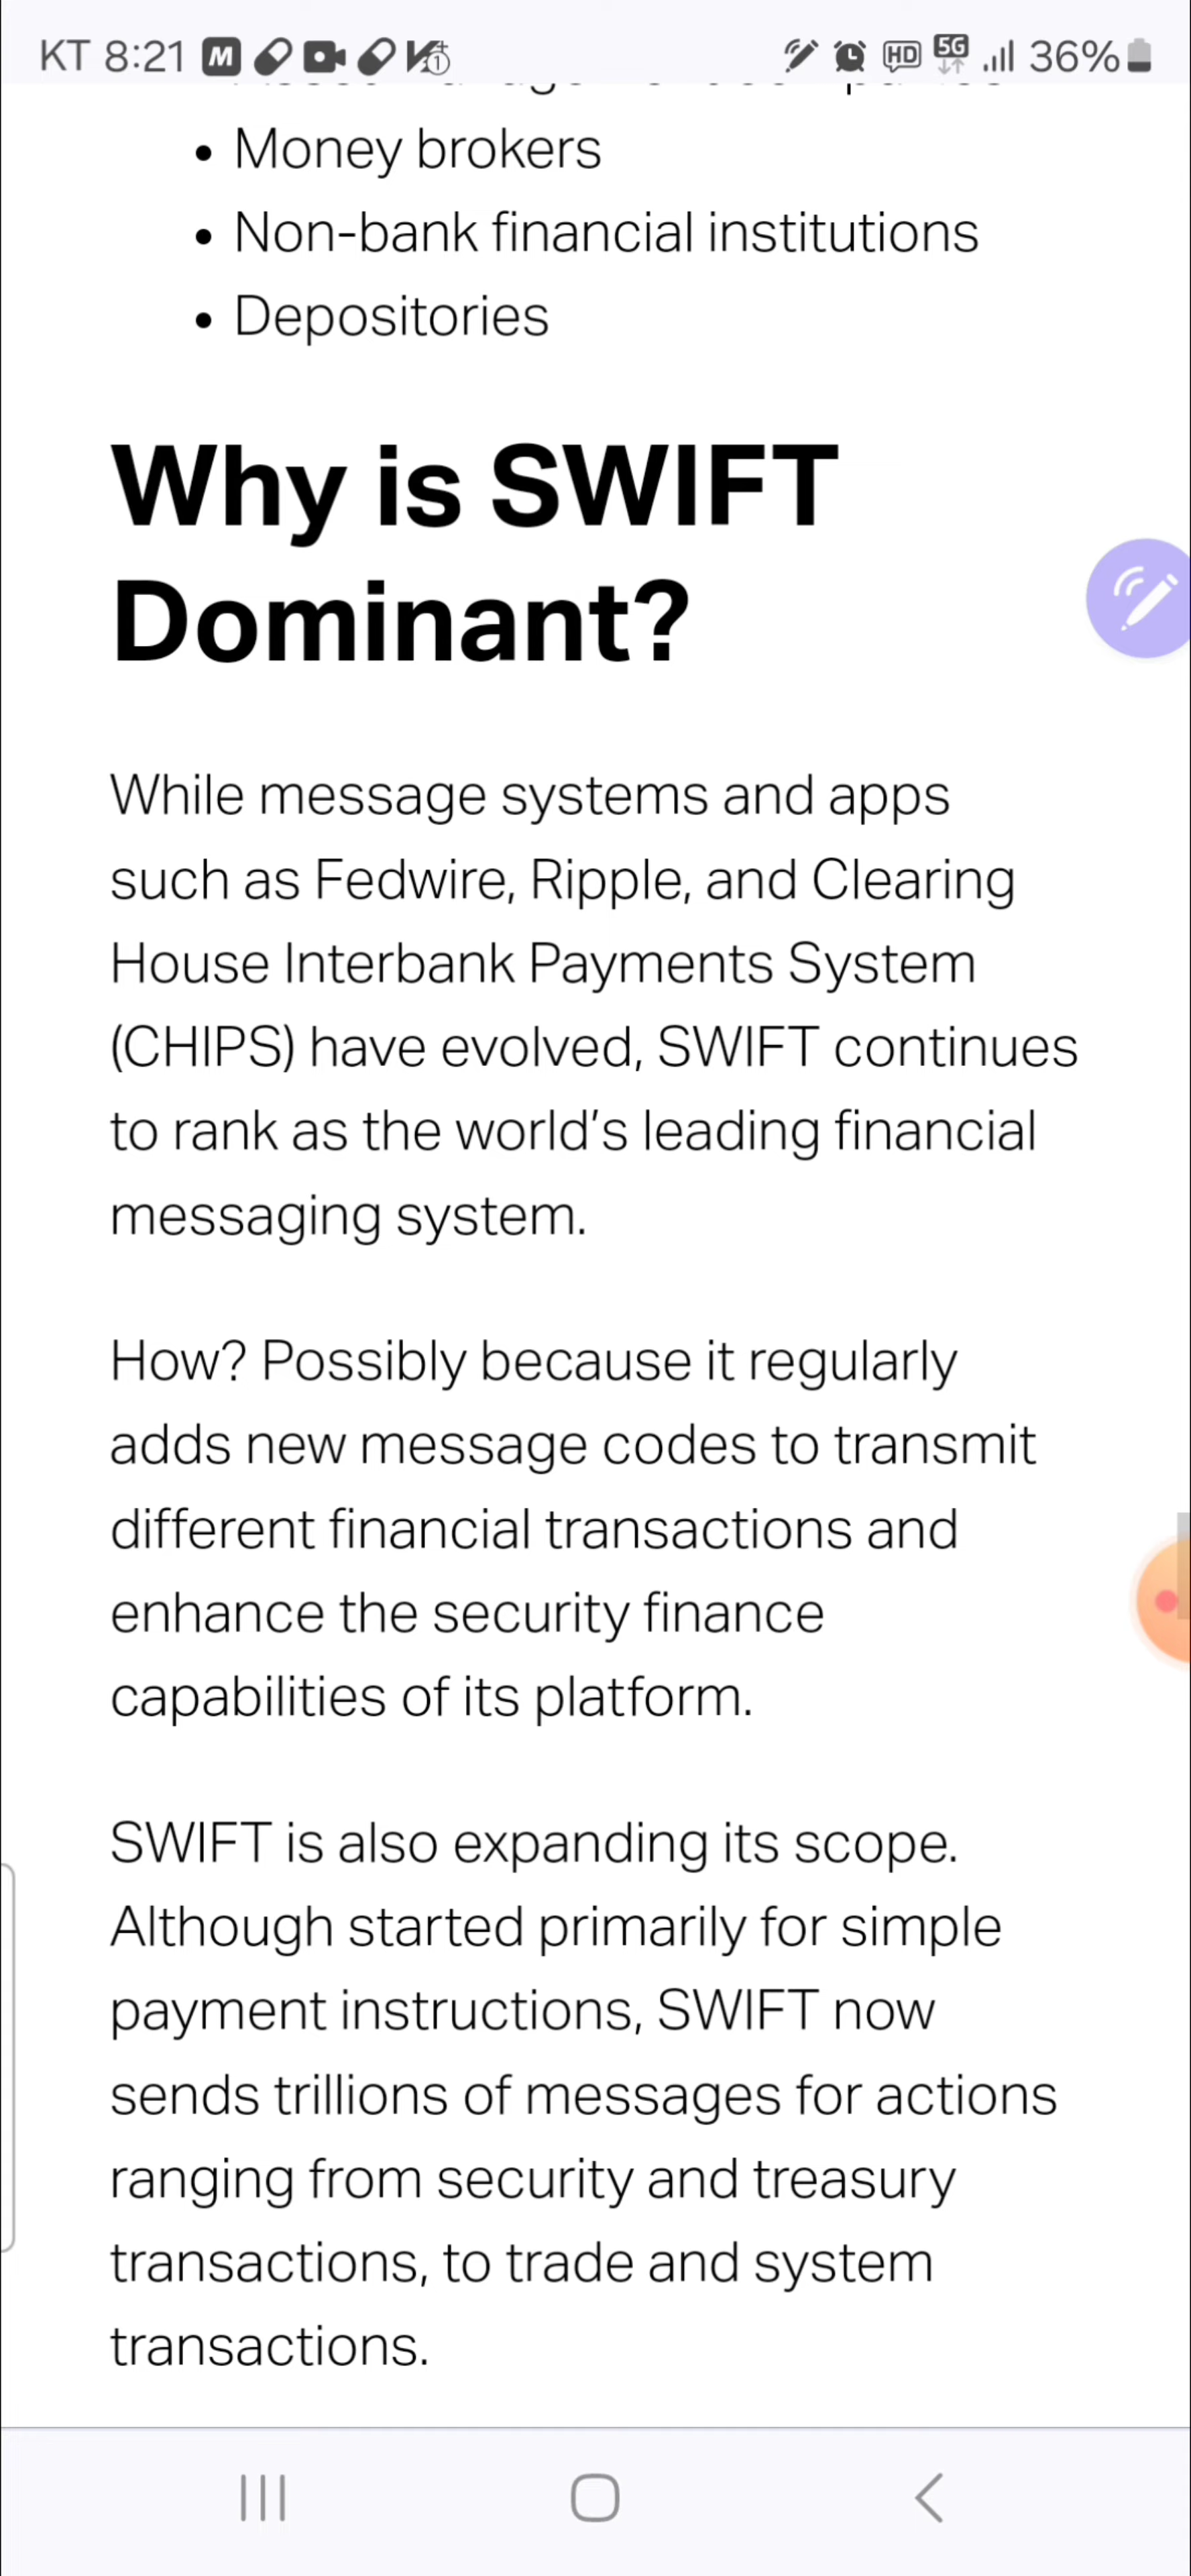 KT 8:21 M HD 5G 36%
• Money brokers
• Non-bank financial institutions
• Depositories
Why is SWIFT
Dominant?
While message systems and apps
such as Fedwire, Ripple, and Clearing
House Interbank Payments System
(CHIPS) have evolved, SWIFT continues
to rank as the world's leading financial
messaging system.
How? Possibly because it regularly
adds new message codes to transmit
different financial transactions and
enhance the security finance
capabilities of its platform.
SWIFT is also expanding its scope.
Although started primarily for simple
payment instructions, SWIFT now
sends trillions of messages for actions
ranging from security and treasury
transactions, to trade and system
transactions.